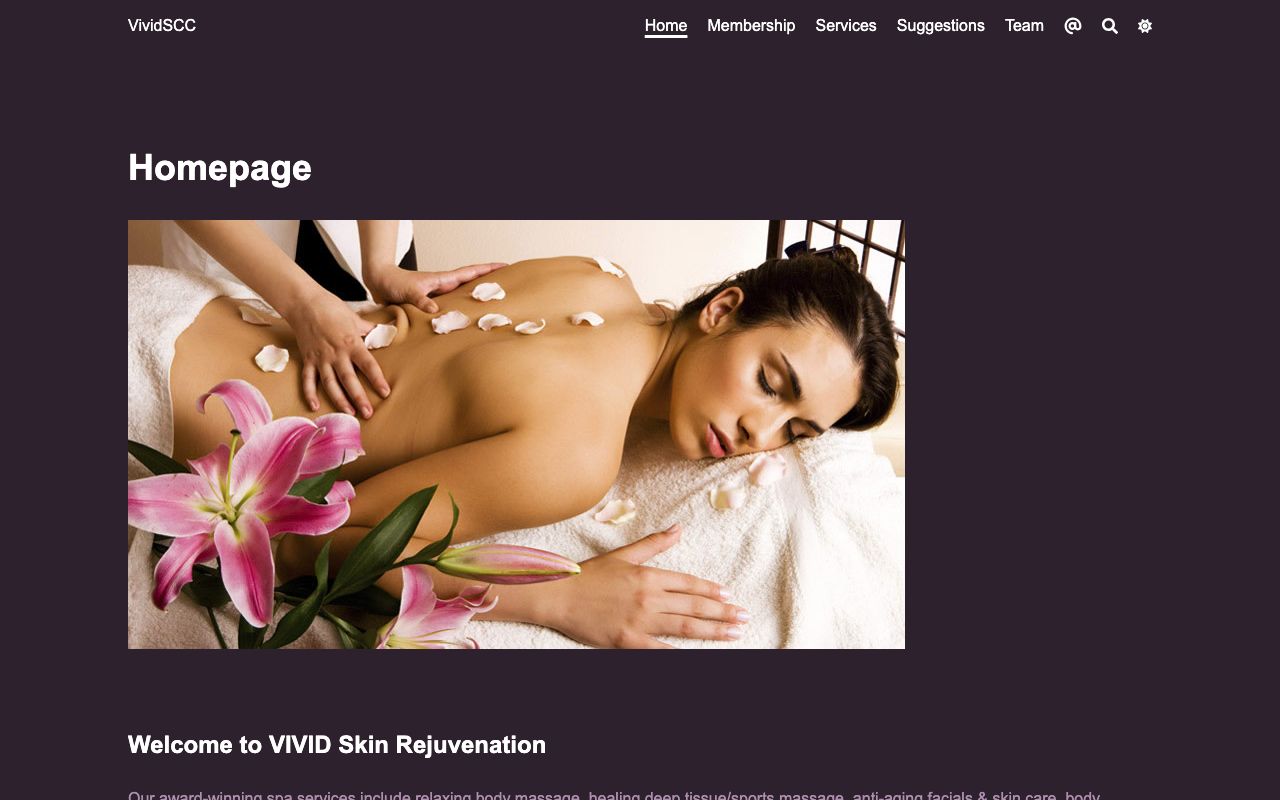 VividSCC
Home Membership Services Suggestions Team
Homepage
Welcome to VIVID Skin Rejuvenation
Our award-winning spa services include relaxing body massage, healing deep tissue/sports massage, anti-aging facials & skin care, body